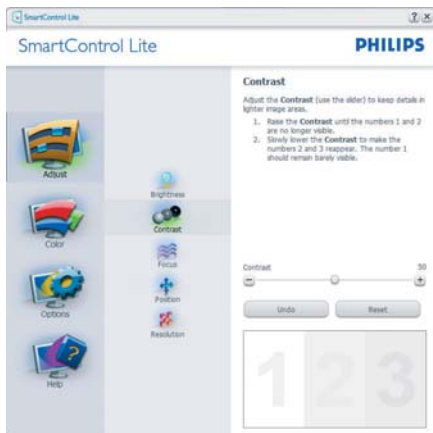 SmartControl Lite
? x
SmartControl Lite
PHILIPS
Adjust
Color
Options
Help
Brightness
Contrast
Focus
Position
Resolution
Contrast
Adjust the Contrast (use the slider) to keep details in
lighter image areas.
1. Raise the Contrast until the numbers 1 and 2
are no longer visible.
2. Slowly lower the Contrast to make the
numbers 2 and 3 reappear. The number 1
should remain barely visible.
Contrast 50
Undo Reset
1 2 3